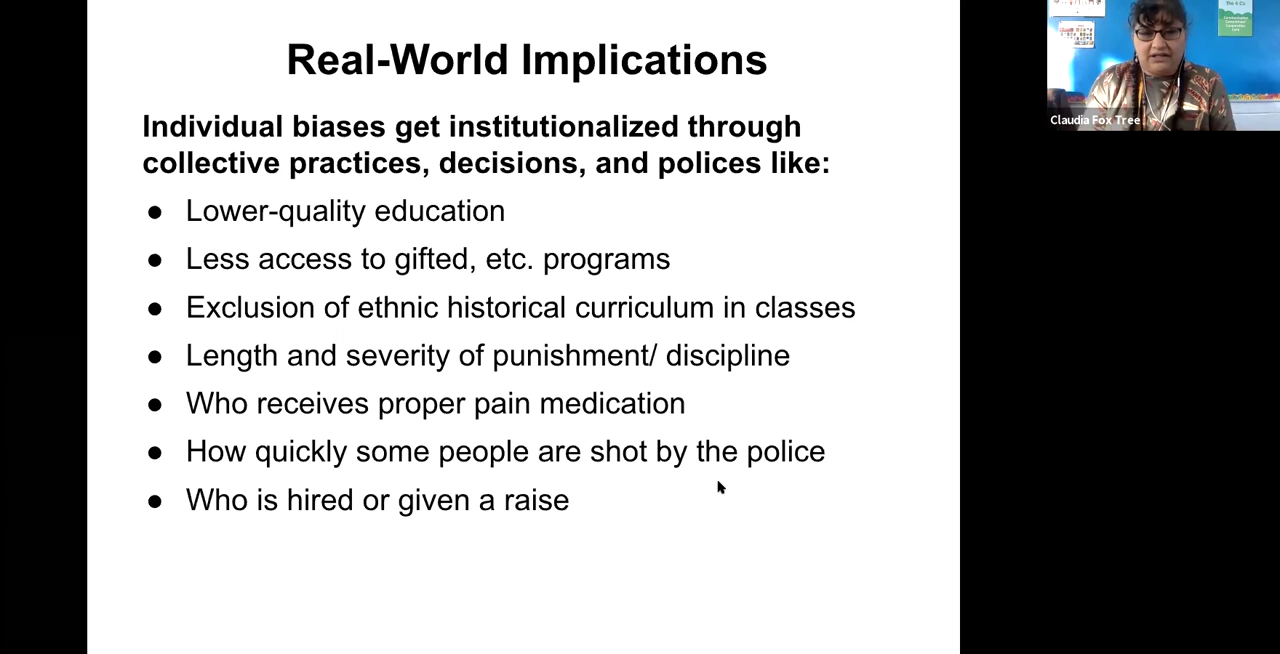 Real-World Implications
Individual biases get institutionalized through
collective practices, decisions, and polices like:
● Lower-quality education
● Less access to gifted, etc. programs
● Exclusion of ethnic historical curriculum in classes
● Length and severity of punishment/ discipline
● Who receives proper pain medication
● How quickly some people are shot by the police
● Who is hired or given a raise
Claudia Fox Tree